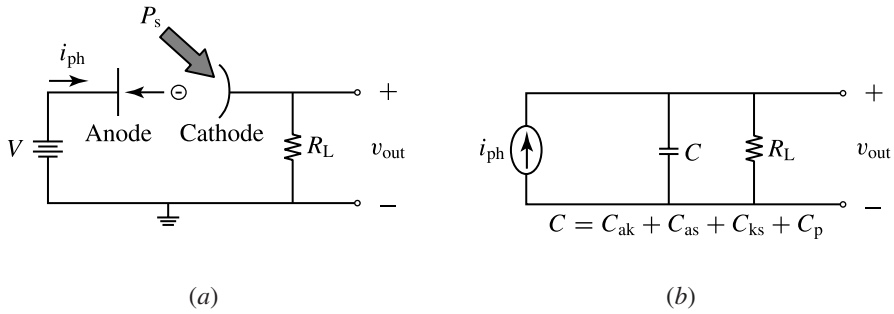 P_s
i_ph
Anode
Cathode
V
R_L
+
v_out
−
(a)
i_ph
C
R_L
+
v_out
−
C = C_ak + C_as + C_ks + C_p
(b)